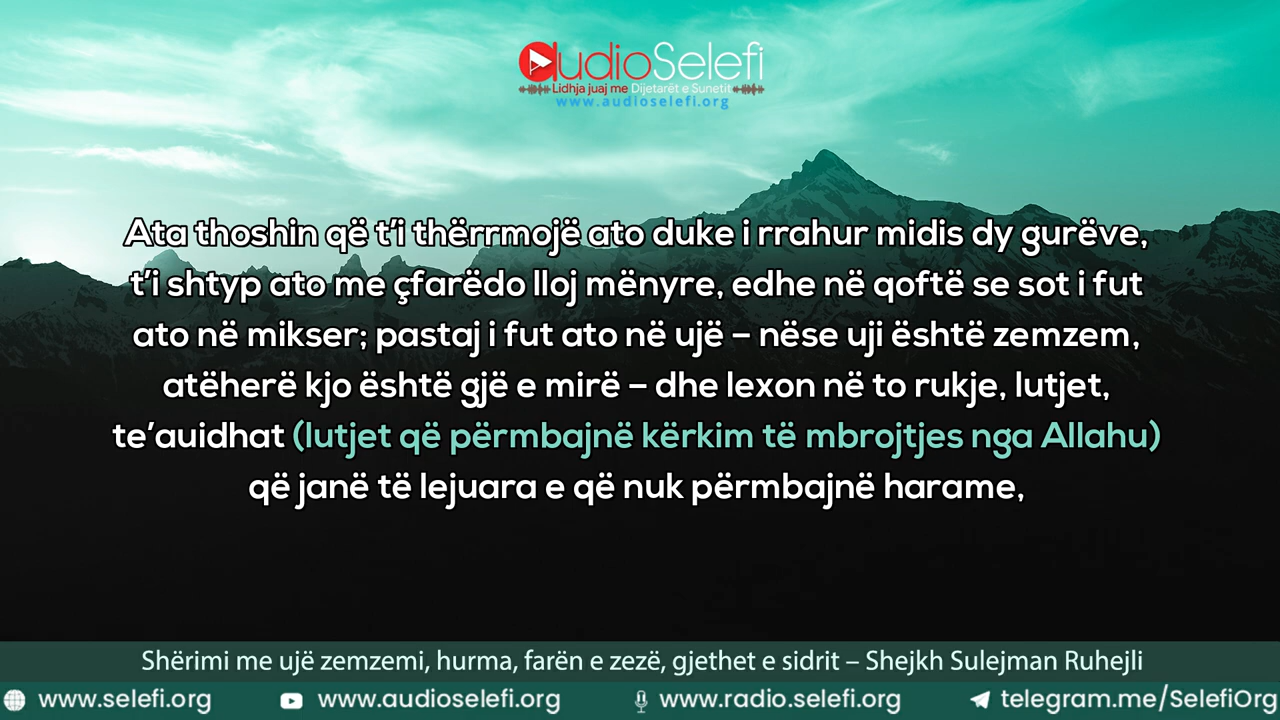 audioSelefi
Lidhja juaj me Dijetarët e Sunetit
www.audioselefi.org
Ata thoshin që t’i thërrmojë ato duke i rrahur midis dy gurëve,
t’i shtyp ato me çfarëdo lloj mënyre, edhe në qoftë se sot i fut
ato në mikser; pastaj i fut ato në ujë – nëse uji është zemzem,
atëherë kjo është gjë e mirë – dhe lexon në to rukje, lutjet,
te’auidhat (lutjet që përmbajnë kërkim të mbrojtjes nga Allahu)
që janë të lejuara e që nuk përmbajnë harame,
Shërimi me ujë zemzemi, hurma, farën e zezë, gjethet e sidrit – Shejkh Sulejman Ruhejli
www.selefi.org www.audioselefi.org www.radio.selefi.org telegram.me/SelefiOrg